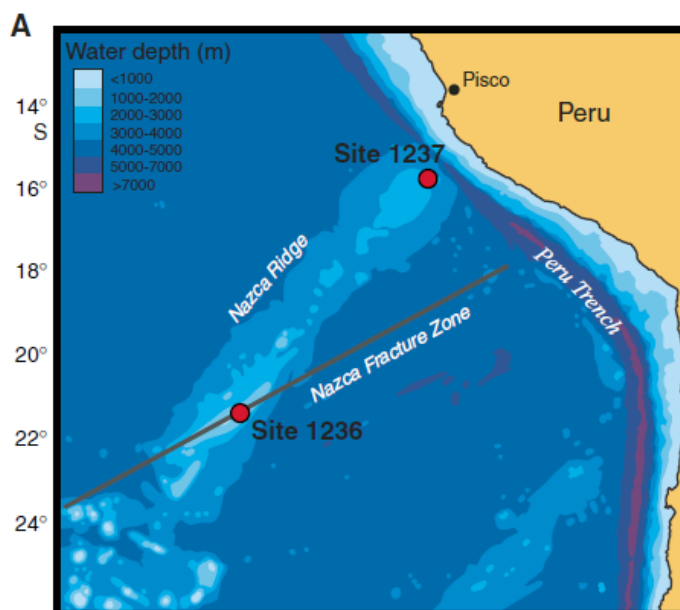 A
Water depth (m)
<1000
1000-2000
2000-3000
3000-4000
4000-5000
5000-7000
>7000
Pisco
Peru
14°
S
Site 1237
16°
Nazca Ridge
18°
Peru Trench
Nazca Fracture Zone
20°
Site 1236
22°
24°